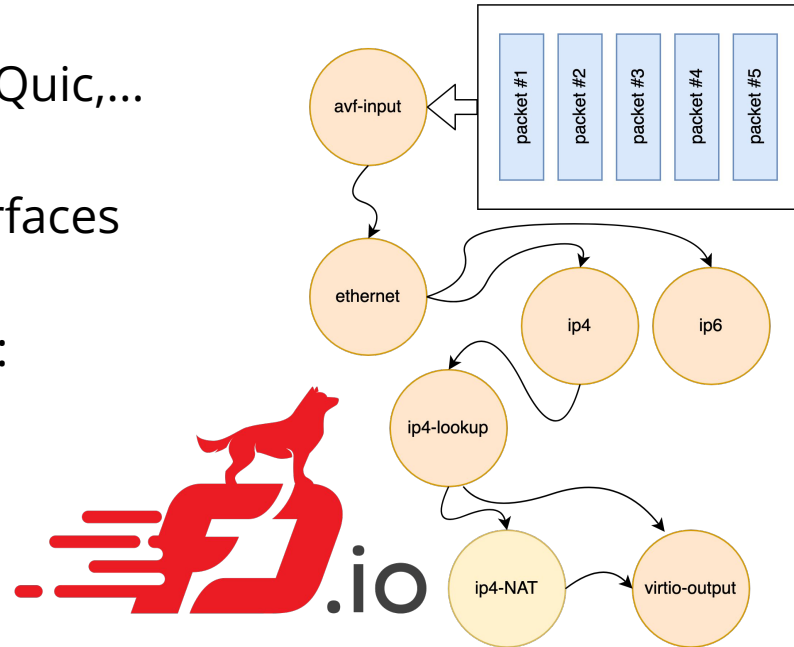 Quic,...
rfaces
:
packet #1
packet #2
packet #3
packet #4
packet #5
avf-input
ethernet
ip4
ip6
ip4-lookup
ip4-NAT
virtio-output
.io